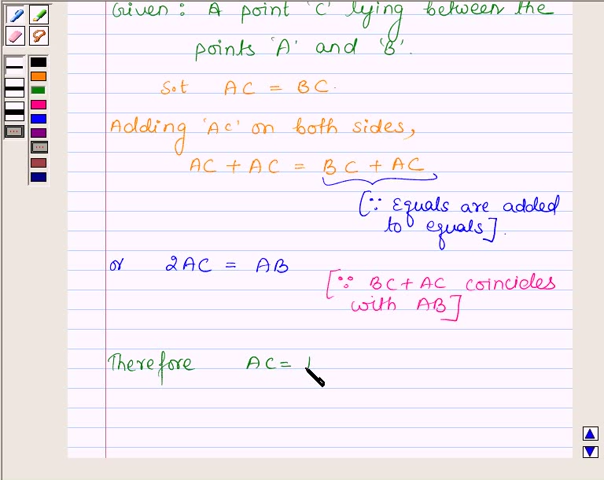 Given : A point 'C' lying between the
points 'A' and 'B'.
S.t AC = BC.
Adding 'AC' on both sides,
AC + AC = BC + AC
[∵ Equals are added
to equals].
or 2AC = AB
[∵ BC + AC coincides
with AB]
Therefore AC = 1